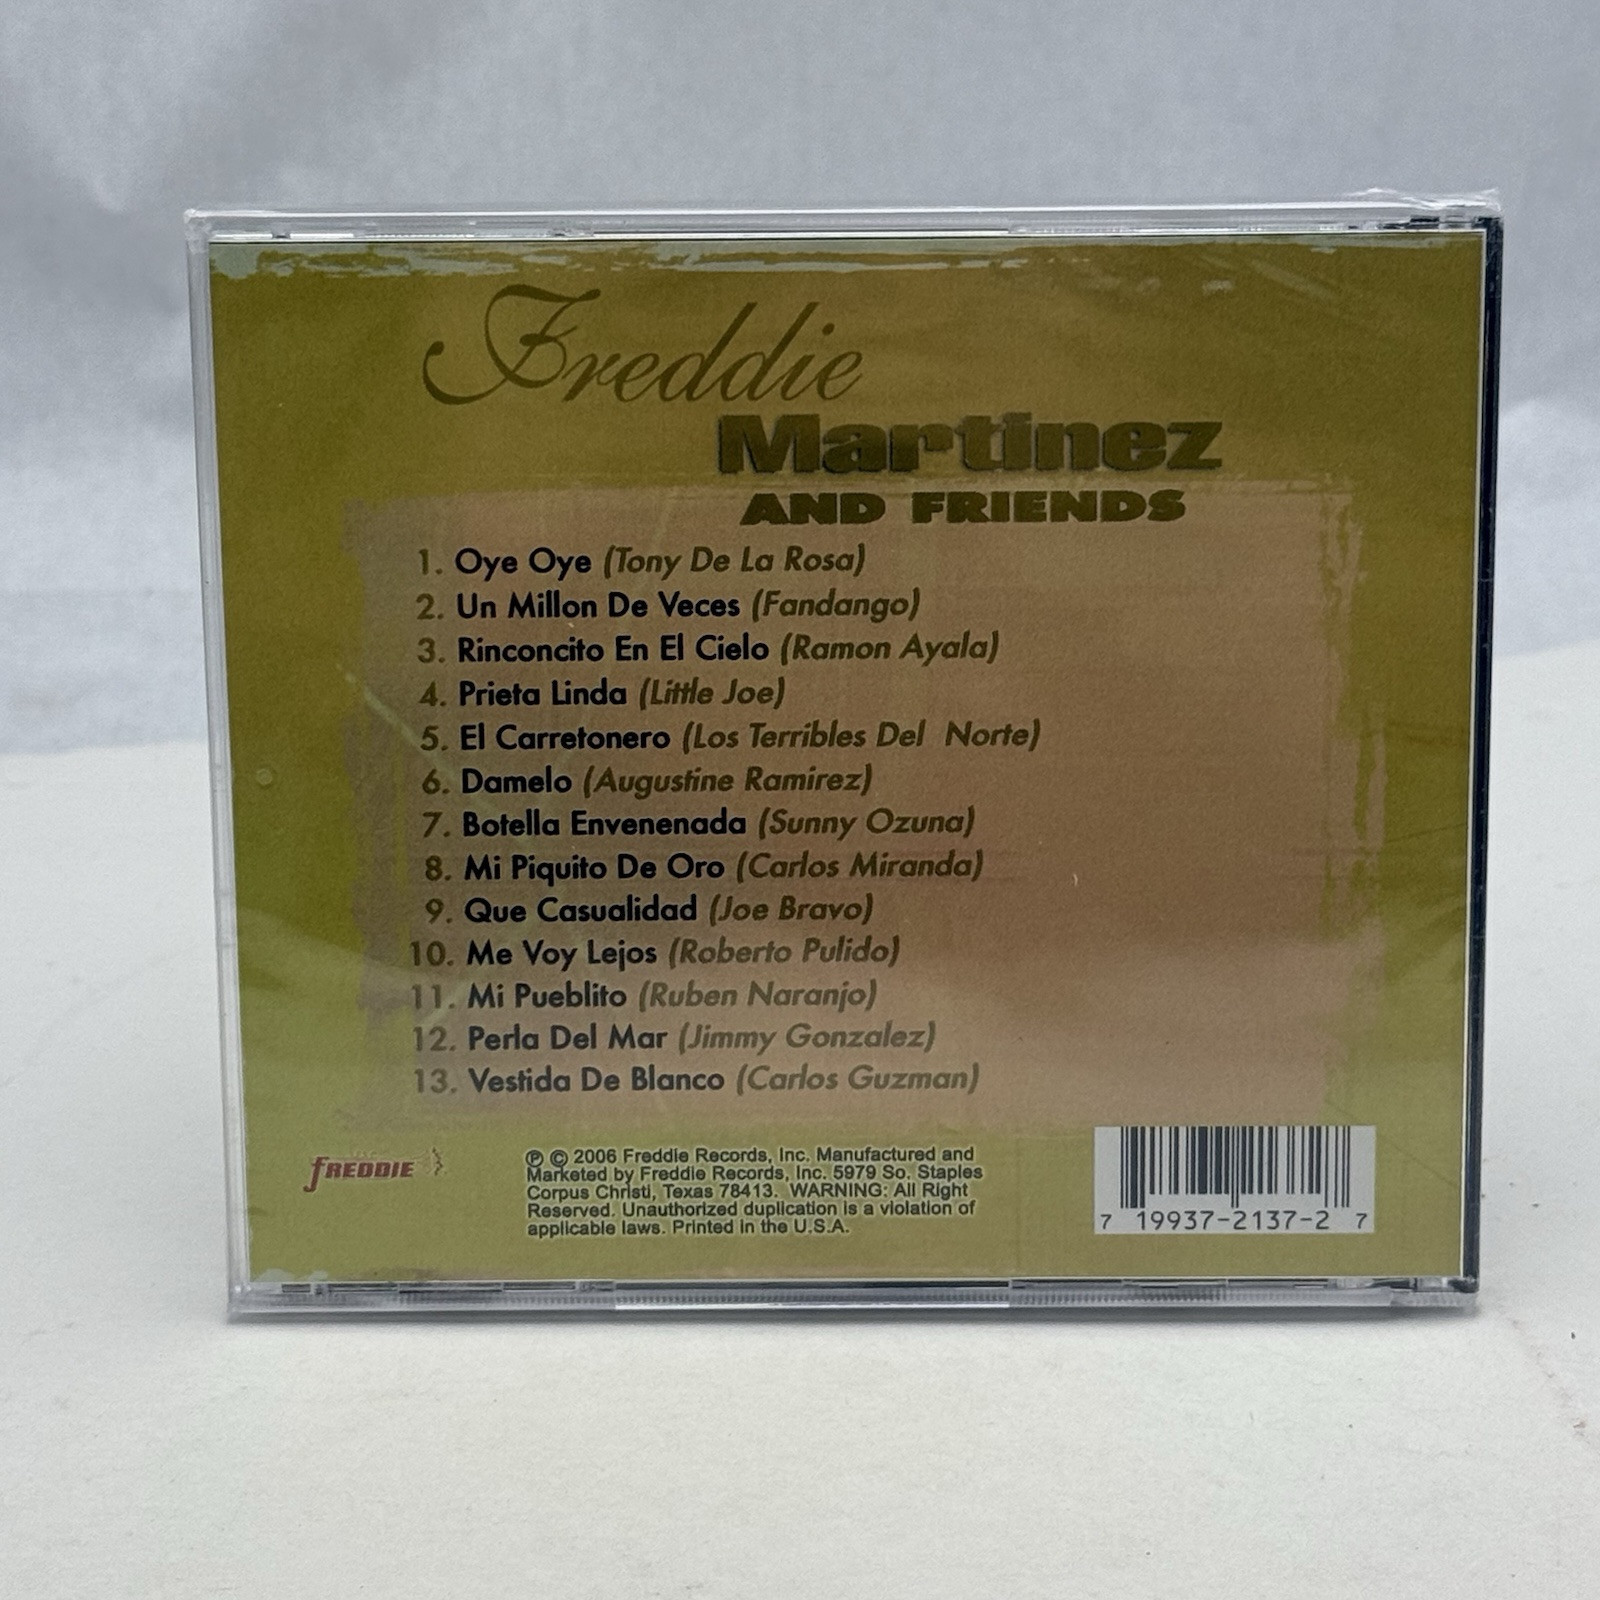 Freddie
Martinez
AND FRIENDS
1. Oye Oye (Tony De La Rosa)
2. Un Millon De Veces (Fandango)
3. Rinconcito En El Cielo (Ramon Ayala)
4. Prieta Linda (Little Joe)
5. El Carretonero (Los Terribles Del Norte)
6. Damelo (Augustine Ramirez)
7. Botella Envenenada (Sunny Ozuna)
8. Mi Piquito De Oro (Carlos Miranda)
9. Que Casualidad (Joe Bravo)
10. Me Voy Lejos (Roberto Pulido)
11. Mi Pueblito (Ruben Naranjo)
12. Perla Del Mar (Jimmy Gonzalez)
13. Vestida De Blanco (Carlos Guzman)
FREDDIE
℗ © 2006 Freddie Records, Inc. Manufactured and
Marketed by Freddie Records, Inc. 5979 So. Staples
Corpus Christi, Texas 78413. WARNING: All Right
Reserved. Unauthorized duplication is a violation of
applicable laws. Printed in the U.S.A.
7 19937-2137-2 7